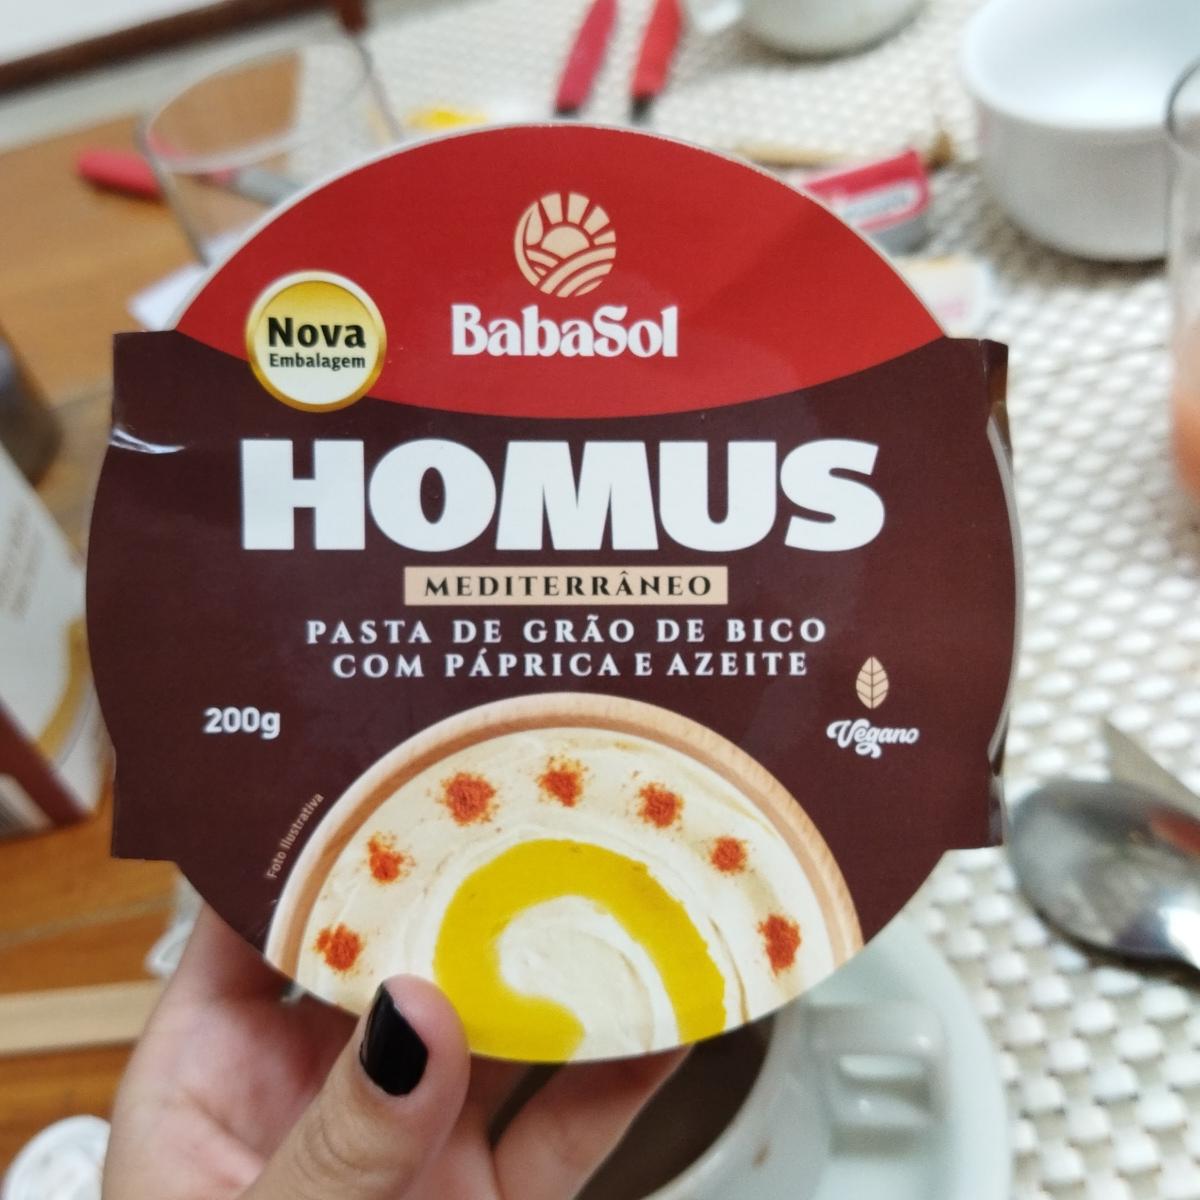 BabaSol
Nova
Embalagem
HOMUS
MEDITERRÂNEO
PASTA DE GRÃO DE BICO
COM PÁPRICA E AZEITE
200g
Vegano
Foto Ilustrativa